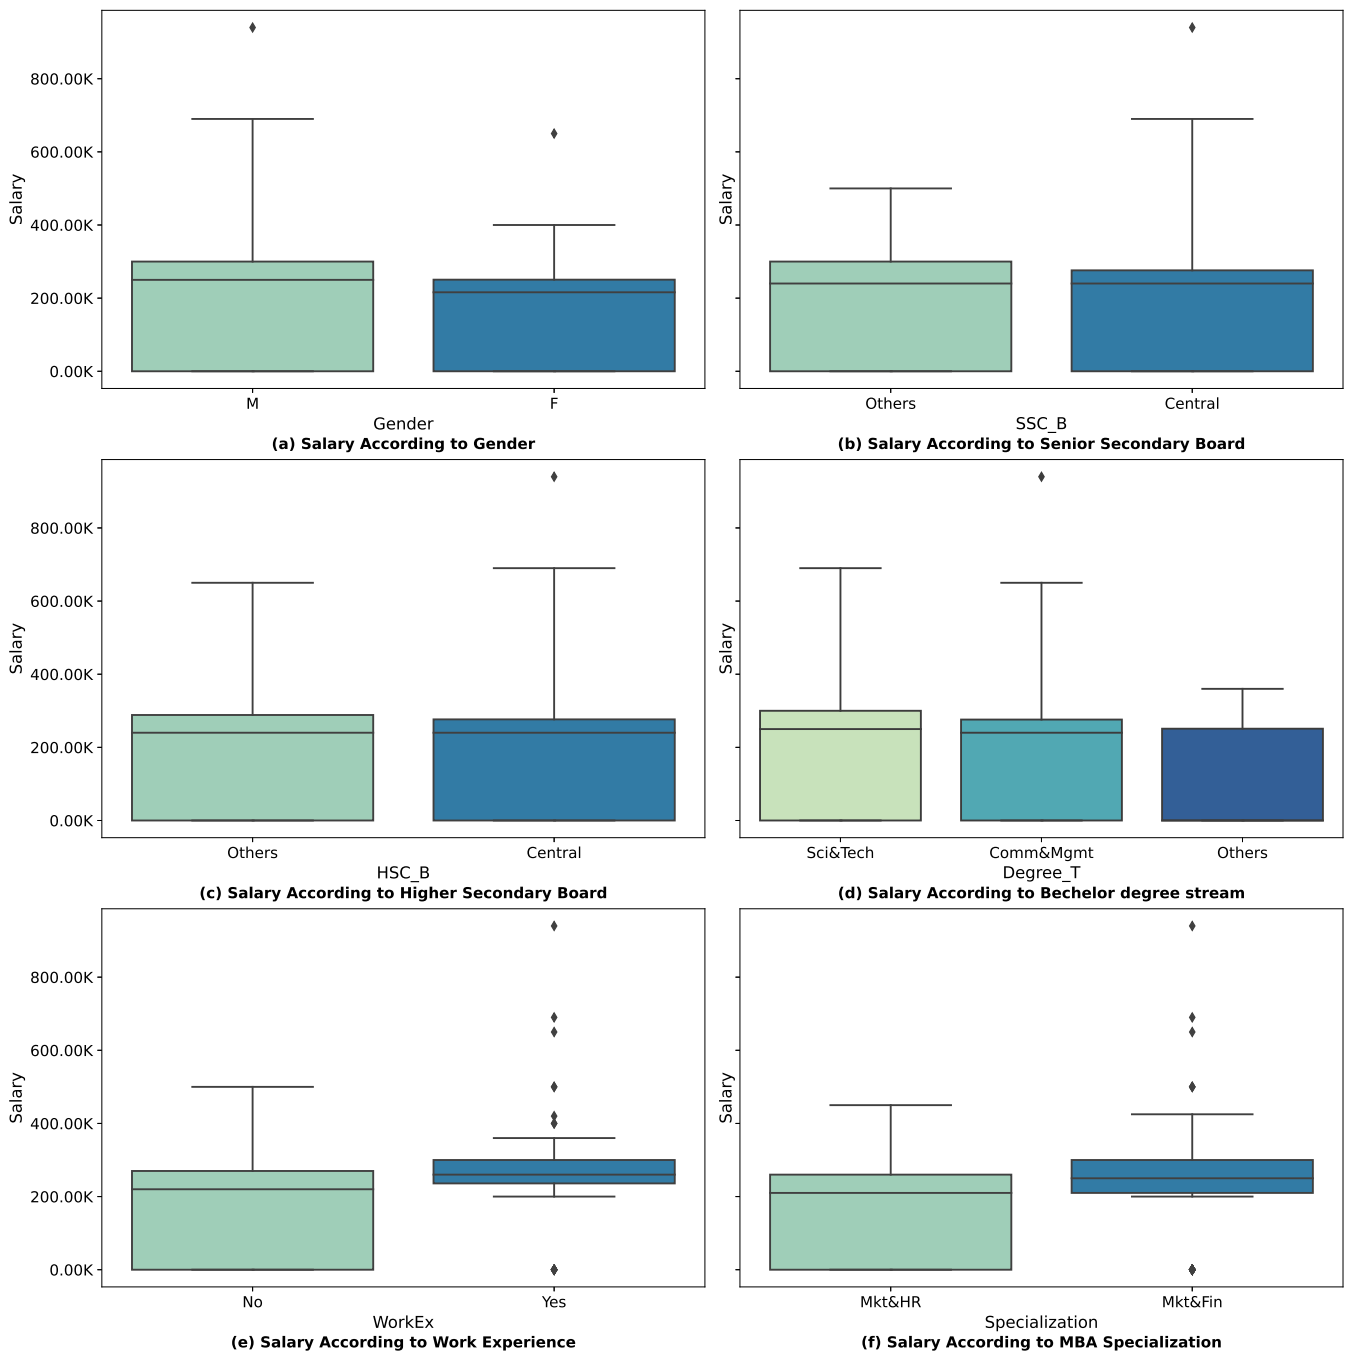 800.00K
600.00K
400.00K
200.00K
0.00K
Salary
M
F
Gender
(a) Salary According to Gender
Salary
Others
Central
SSC_B
(b) Salary According to Senior Secondary Board
800.00K
600.00K
400.00K
200.00K
0.00K
Salary
Others
Central
HSC_B
(c) Salary According to Higher Secondary Board
Salary
Sci&Tech
Comm&Mgmt
Others
Degree_T
(d) Salary According to Bechelor degree stream
800.00K
600.00K
400.00K
200.00K
0.00K
Salary
No
Yes
WorkEx
(e) Salary According to Work Experience
Salary
Mkt&HR
Mkt&Fin
Specialization
(f) Salary According to MBA Specialization